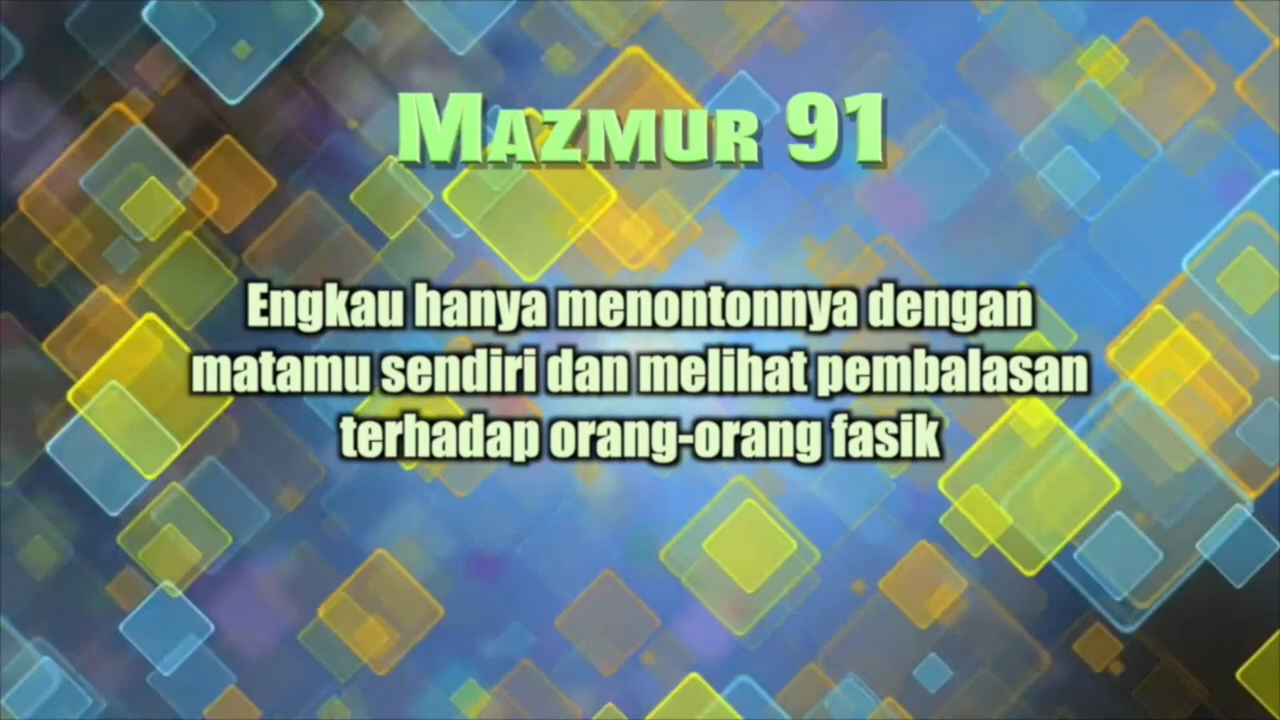 Mazmur 91
Engkau hanya menontonnya dengan
matamu sendiri dan melihat pembalasan
terhadap orang-orang fasik